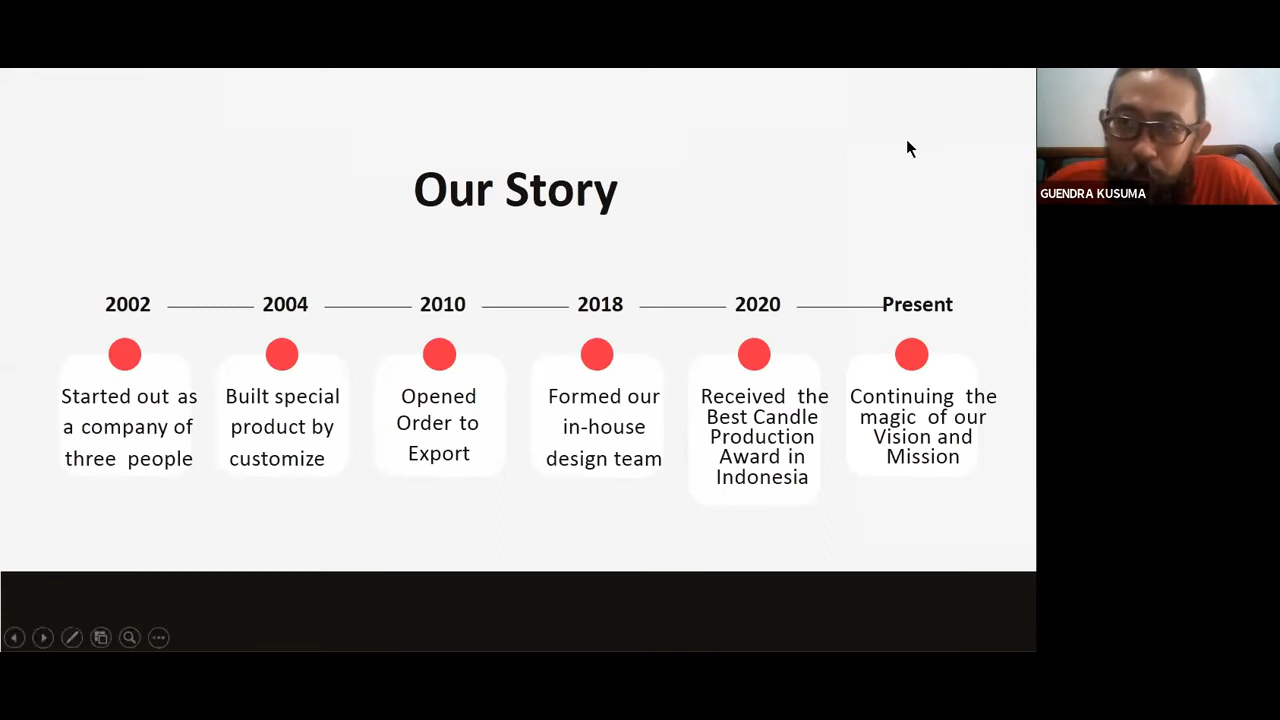 Our Story
GUENDRA KUSUMA
2002
2004
2010
2018
2020
Present
Started out as
a company of
three people
Built special
product by
customize
Opened
Order to
Export
Formed our
in-house
design team
Received the
Best Candle
Production
Award in
Indonesia
Continuing the
magic of our
Vision and
Mission